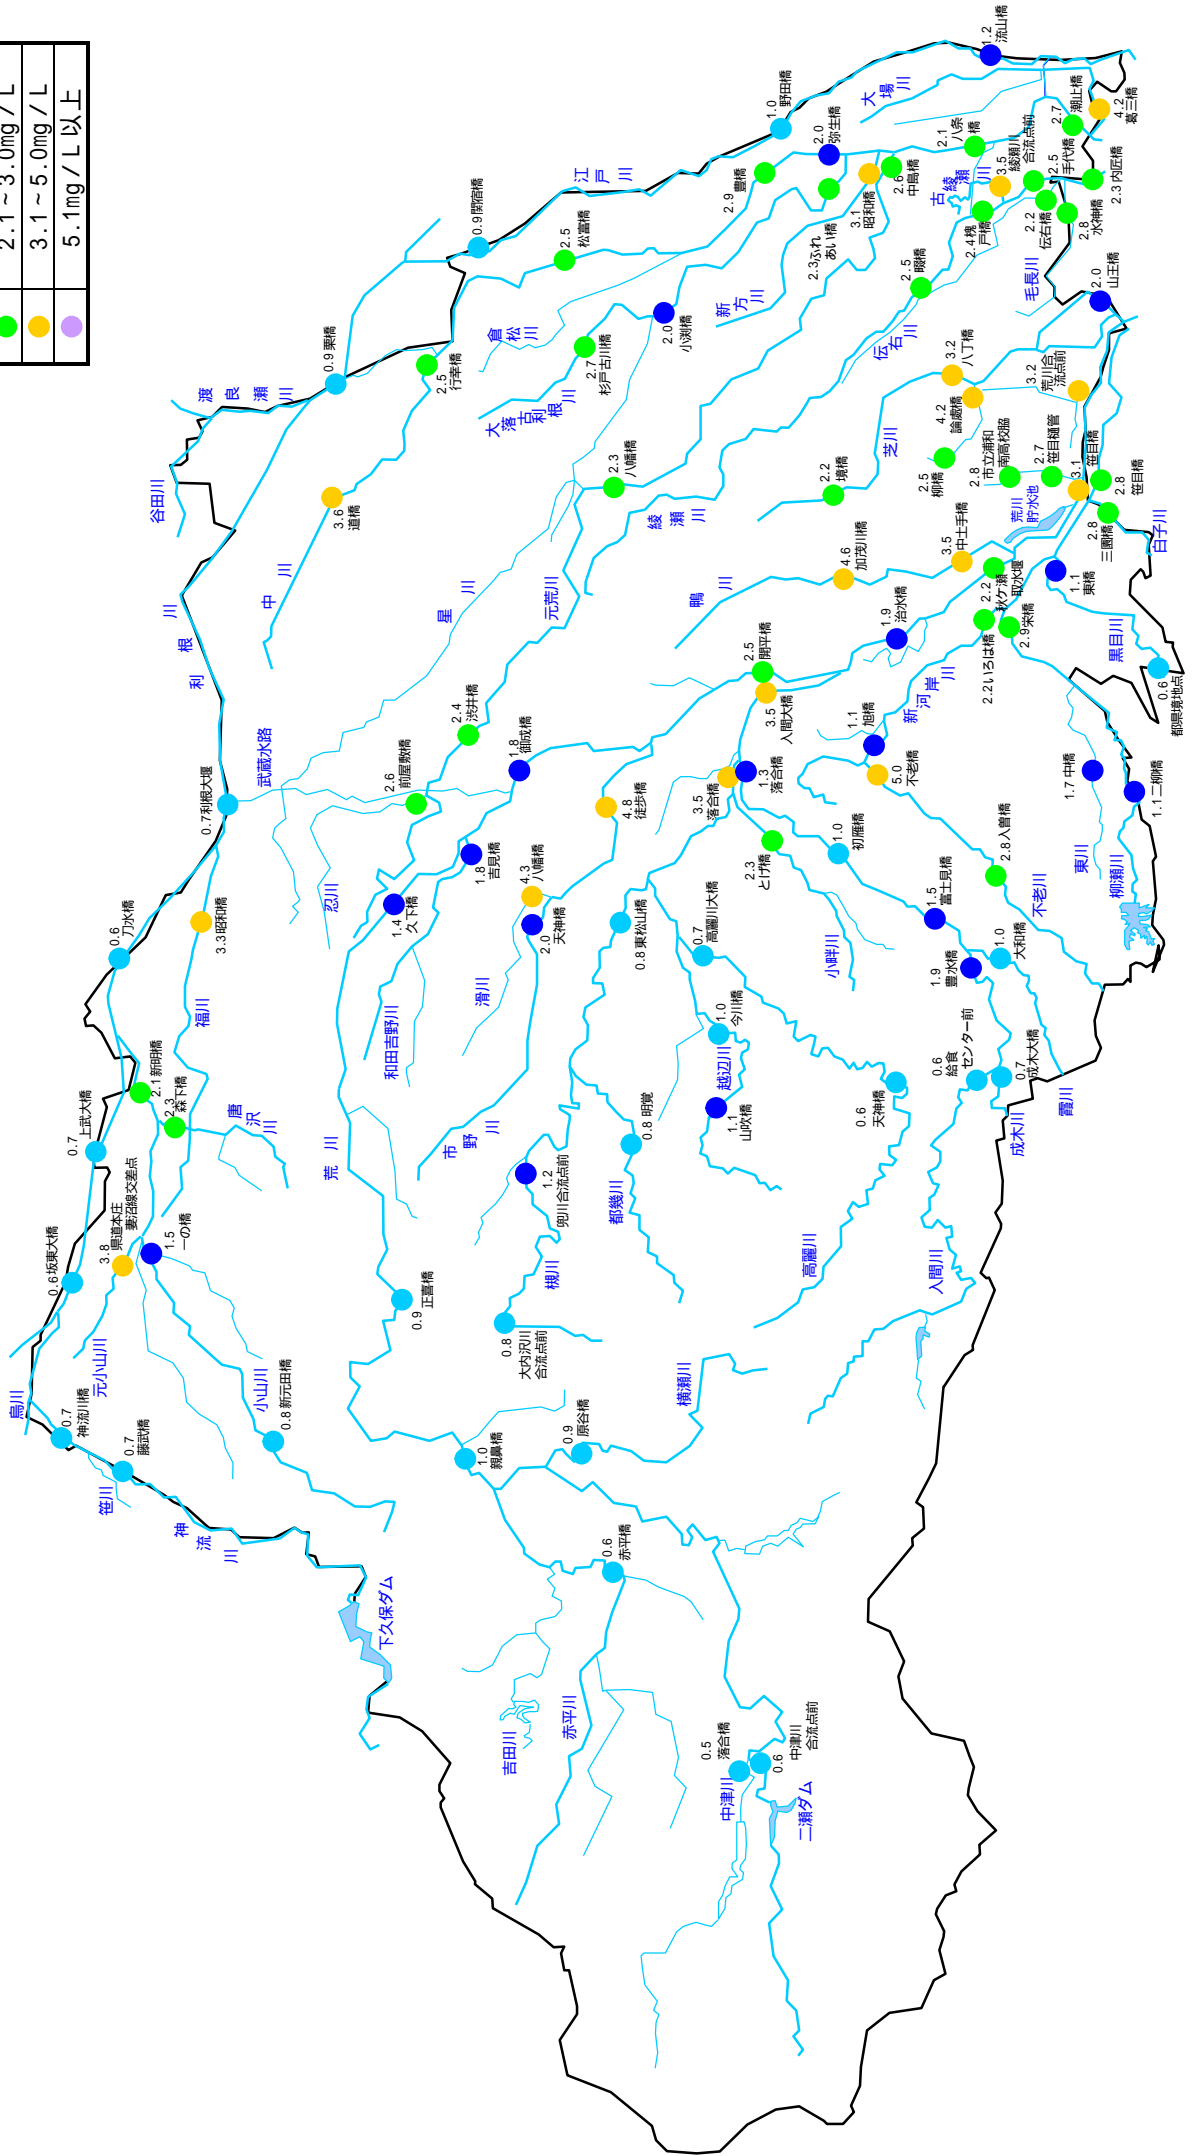 2.1～3.0mg／L
3.1～5.0mg／L
5.1mg／L以上
烏川
神流川橋
0.7
藤武橋
0.7
笹川
神流川
下久保ダム
元小山川
小山川
0.8新元田橋
0.6坂東大橋
3.8
県道本庄
妻沼線交差点
1.5
一の橋
0.7
上武大橋
2.1新明橋
2.3
森下橋
唐沢川
福川
0.6
刀水橋
3.3昭和橋
0.7利根大堰
武蔵水路
利根川
谷田川
渡良瀬川
0.9栗橋
3.6
道橋
中川
2.5
行幸橋
0.9関宿橋
江戸川
2.5
松富橋
倉松川
2.7
杉戸古川橋
大落古利根川
2.0
小渕橋
新方川
2.3
八幡橋
綾瀬川
星川
元荒川
2.4
渋井橋
2.6
前屋敷橋
忍川
1.8
御成橋
1.8
吉見橋
1.4
久下橋
和田吉野川
荒川
4.3
八幡橋
2.0
天神橋
滑川
市野川
4.8
徒歩橋
1.2
兜川合流点前
槻川
0.8
大内沢川
合流点前
0.9
正喜橋
1.0
親鼻橋
0.9
原谷橋
横瀬川
0.6
赤平橋
吉田川
赤平川
0.5
落合橋
中津川
0.6
中津川
合流点前
二瀬ダム
0.8 明覚
都幾川
0.8東松山橋
0.7
高麗川大橋
1.0
今川橋
越辺川
1.1
山吹橋
0.6
天神橋
高麗川
入間川
0.6
給食
センター前
0.7
成木大橋
成木川
霞川
1.0
大和橋
1.9
豊水橋
1.5
富士見橋
小畔川
1.0
初雁橋
2.3
とげ橋
3.5
落合橋
1.3
落合橋
3.5
入間大橋
2.5
開平橋
1.9
治水橋
鴨川
4.6
加茂川橋
3.5
中土手橋
2.2
秋ケ瀬
取水堰
1.1
旭橋
5.0
不老橋
新河岸川
2.8入曽橋
不老川
東川
1.7中橋
柳瀬川
1.1二柳橋
2.2いろは橋
2.9栄橋
1.1
東橋
黒目川
0.6
都県境地点
白子川
2.8
三園橋
2.8
笹目橋
3.1
笹目橋
荒川
貯水池
2.7
笹目樋管
2.8
市立浦和
南高校脇
2.5
柳橋
2.2
境橋
芝川
4.2
論處橋
3.2
八丁橋
3.2
荒川合
流点前
2.0
山王橋
毛長川
伝右川
2.5
畷橋
2.4槐
戸橋
2.2
伝右橋
2.8
水神橋
2.3内匠橋
2.5
手代橋
3.5
綾瀬川
合流点前
古綾瀬川
2.1
八条
橋
2.6
中島橋
3.1
昭和橋
2.3ふれ
あい橋
2.9豊橋
2.0
弥生橋
1.0
野田橋
大場川
1.2
流山橋
2.7
潮止橋
4.2
葛三橋